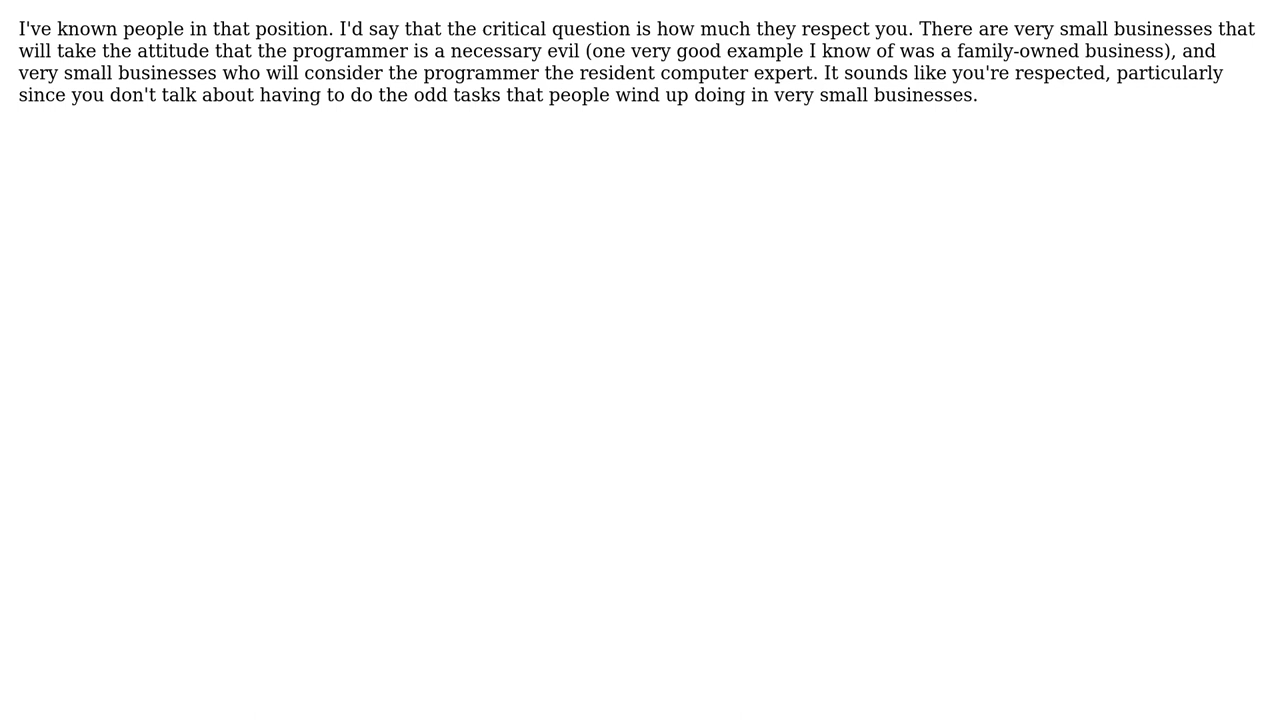 I've known people in that position. I'd say that the critical question is how much they respect you. There are very small businesses that
will take the attitude that the programmer is a necessary evil (one very good example I know of was a family-owned business), and
very small businesses who will consider the programmer the resident computer expert. It sounds like you're respected, particularly
since you don't talk about having to do the odd tasks that people wind up doing in very small businesses.